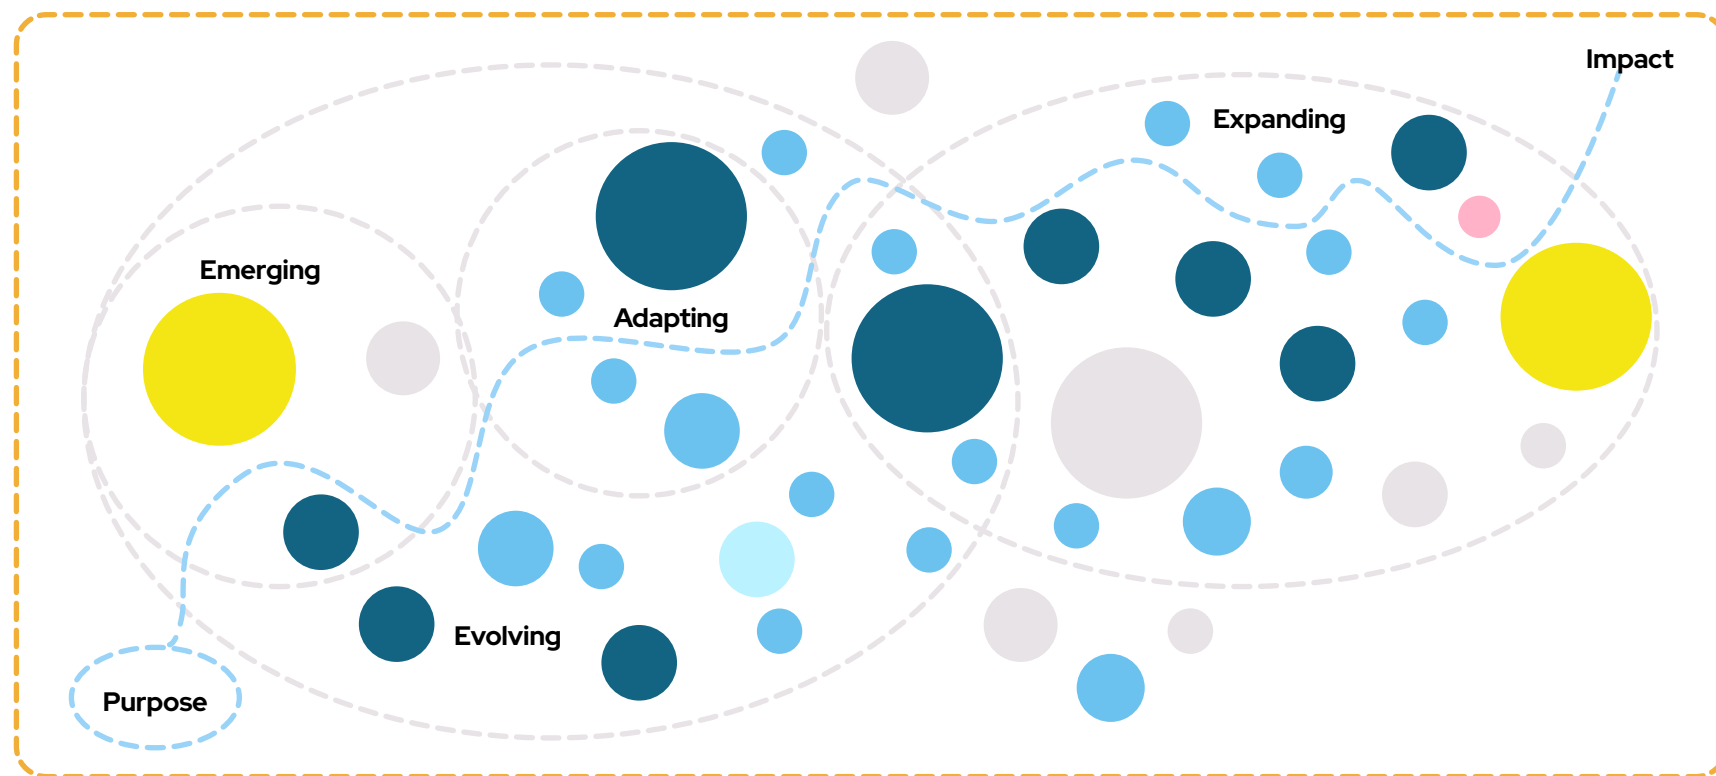 Impact
Expanding
Emerging
Adapting
Evolving
Purpose